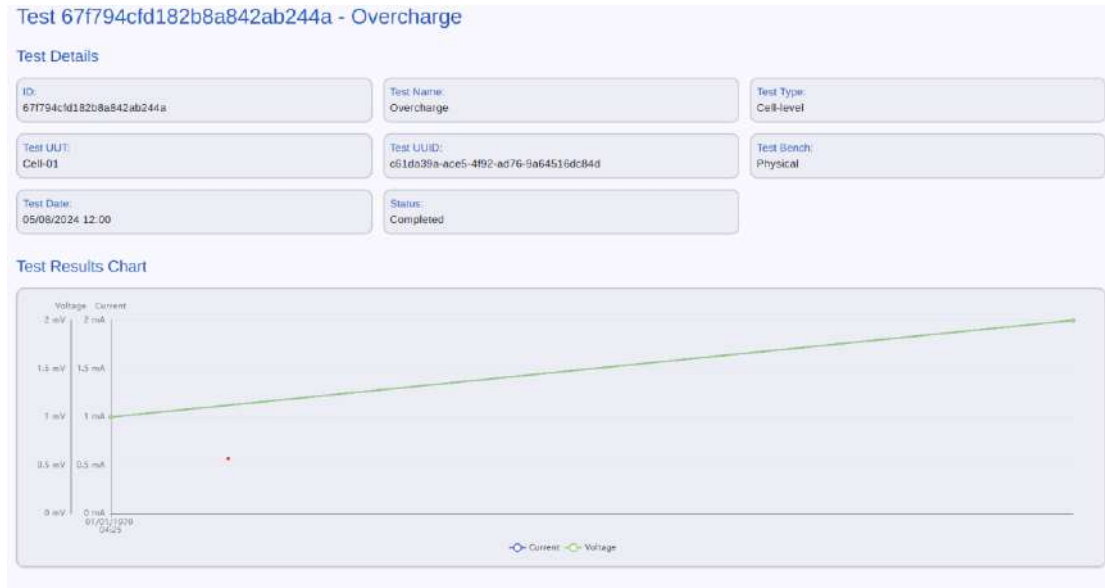 Test 67f794cfd182b8a842ab244a - Overcharge
Test Details
ID:
67f794cfd182b8a842ab244a
Test Name:
Overcharge
Test Type:
Cell-level
Test UUT:
Cell-01
Test UUID:
c61da39a-ace5-4f92-ad76-9a64516dc84d
Test Bench:
Physical
Test Date:
05/08/2024 12:00
Status:
Completed
Test Results Chart
Voltage Current
2 mV 2 mA
1.5 mV 1.5 mA
1 mV 1 mA
0.5 mV 0.5 mA
0 mV 0 mA
01/01/1970
04:25
Current Voltage